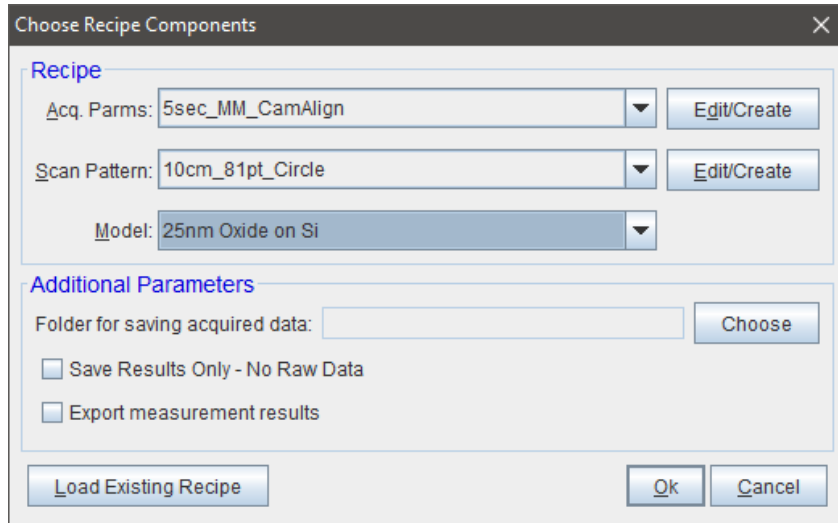 Choose Recipe Components
Recipe
Acq. Parms: 5sec_MM_CamAlign Edit/Create
Scan Pattern: 10cm_81pt_Circle Edit/Create
Model: 25nm Oxide on Si
Additional Parameters
Folder for saving acquired data: Choose
Save Results Only - No Raw Data
Export measurement results
Load Existing Recipe Ok Cancel